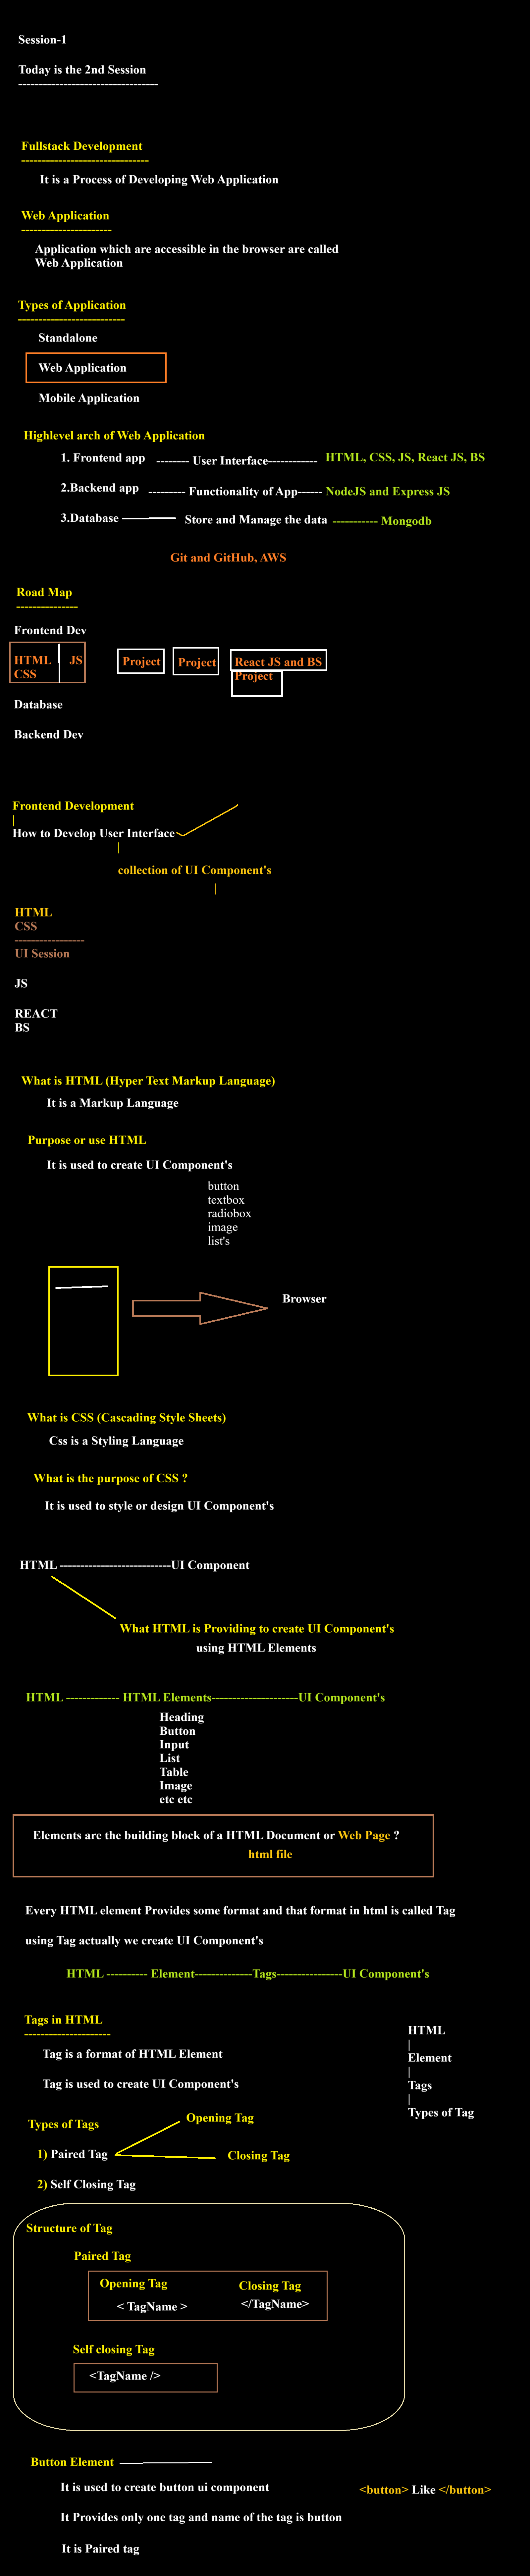 Session-1
Today is the 2nd Session
----------------------------------
Fullstack Development
-------------------------------
It is a Process of Developing Web Application
Web Application
----------------------
Application which are accessible in the browser are called
Web Application
Types of Application
--------------------------
Standalone
Web Application
Mobile Application
Highlevel arch of Web Application
1. Frontend app -------- User Interface------------ HTML, CSS, JS, React JS, BS
2.Backend app --------- Functionality of App------ NodeJS and Express JS
3.Database Store and Manage the data ----------- Mongodb
Git and GitHub, AWS
Road Map
---------------
Frontend Dev
HTML JS Project Project React JS and BS
CSS Project
Database
Backend Dev
Frontend Development
|
How to Develop User Interface
|
collection of UI Component's
|
HTML
CSS
-----------------
UI Session
JS
REACT
BS
What is HTML (Hyper Text Markup Language)
It is a Markup Language
Purpose or use HTML
It is used to create UI Component's
button
textbox
radiobox
image
list's
Browser
What is CSS (Cascading Style Sheets)
Css is a Styling Language
What is the purpose of CSS ?
It is used to style or design UI Component's
HTML ---------------------------UI Component
What HTML is Providing to create UI Component's
using HTML Elements
HTML ------------- HTML Elements---------------------UI Component's
Heading
Button
Input
List
Table
Image
etc etc
Elements are the building block of a HTML Document or Web Page ?
html file
Every HTML element Provides some format and that format in html is called Tag
using Tag actually we create UI Component's
HTML ---------- Element--------------Tags----------------UI Component's
Tags in HTML
---------------------
Tag is a format of HTML Element
Tag is used to create UI Component's
HTML
|
Element
|
Tags
|
Types of Tag
Types of Tags
Opening Tag
1) Paired Tag
Closing Tag
2) Self Closing Tag
Structure of Tag
Paired Tag
Opening Tag Closing Tag
< TagName > </TagName>
Self closing Tag
<TagName />
Button Element
It is used to create button ui component <button> Like </button>
It Provides only one tag and name of the tag is button
It is Paired tag